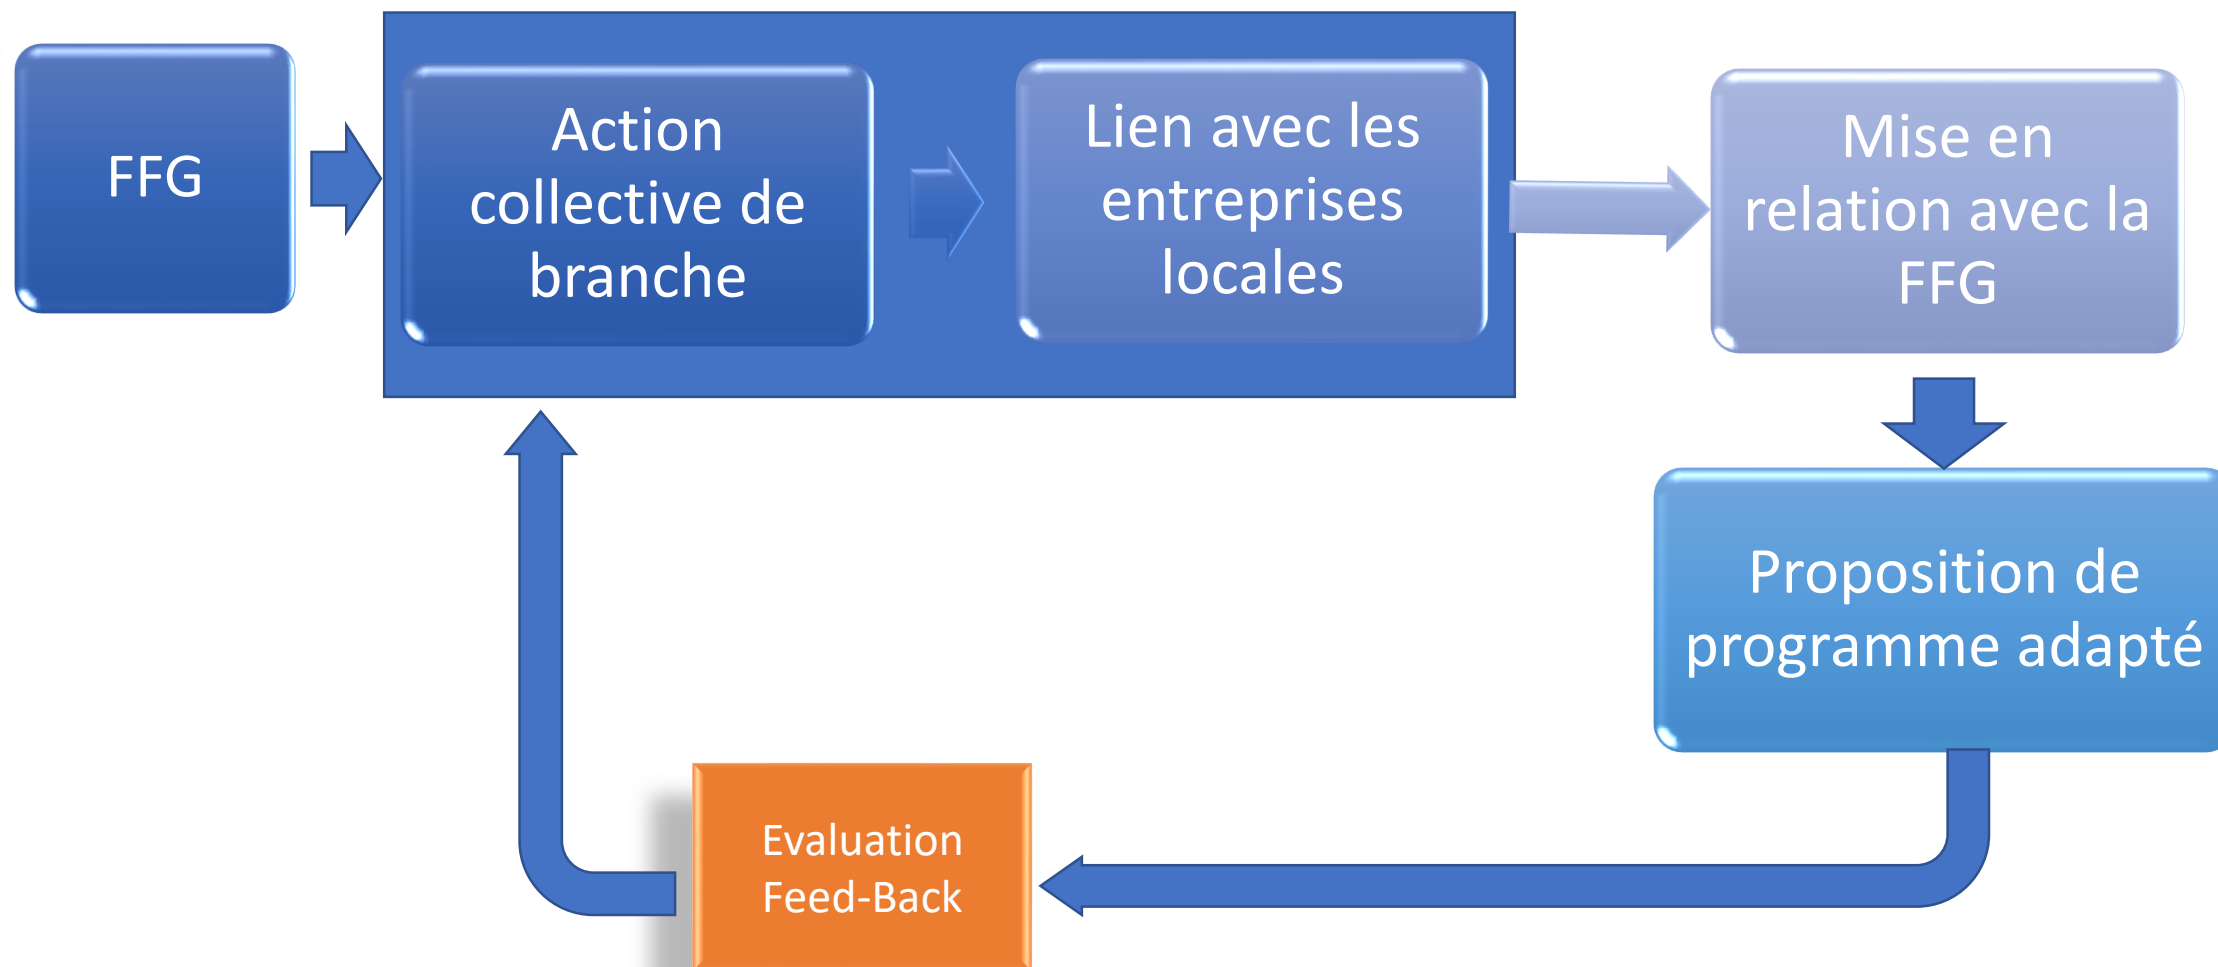 FFG
Action
collective de
branche
Lien avec les
entreprises
locales
Mise en
relation avec la
FFG
Proposition de
programme adapté
Evaluation
Feed-Back